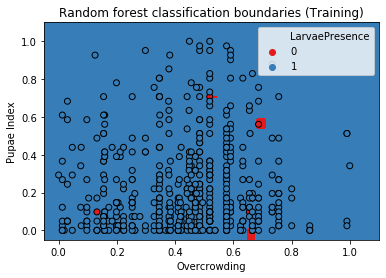 Random forest classification boundaries (Training)
LarvaePresence
0
1
1.0
0.8
0.6
0.4
0.2
0.0
Pupae Index
0.0 0.2 0.4 0.6 0.8 1.0
Overcrowding